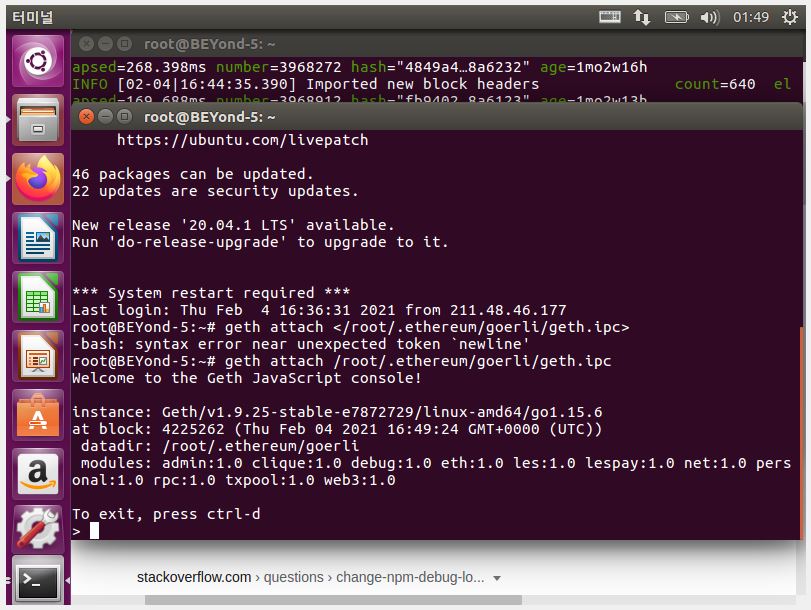 터미널
01:49
root@BEYond-5: ~
apsed=268.398ms number=3968272 hash="4849a4…8a6232" age=1mo2w16h
INFO [02-04|16:44:35.390] Imported new block headers count=640 el
apsed=169.688ms number=3968912 hash="fb9402…8a6123" age=1mo2w13h
root@BEYond-5: ~
https://ubuntu.com/livepatch
46 packages can be updated.
22 updates are security updates.
New release '20.04.1 LTS' available.
Run 'do-release-upgrade' to upgrade to it.
*** System restart required ***
Last login: Thu Feb  4 16:36:31 2021 from 211.48.46.177
root@BEYond-5:~# geth attach </root/.ethereum/goerli/geth.ipc>
-bash: syntax error near unexpected token `newline'
root@BEYond-5:~# geth attach /root/.ethereum/goerli/geth.ipc
Welcome to the Geth JavaScript console!
instance: Geth/v1.9.25-stable-e7872729/linux-amd64/go1.15.6
at block: 4225262 (Thu Feb 04 2021 16:49:24 GMT+0000 (UTC))
datadir: /root/.ethereum/goerli
modules: admin:1.0 clique:1.0 debug:1.0 eth:1.0 les:1.0 lespay:1.0 net:1.0 pers
onal:1.0 rpc:1.0 txpool:1.0 web3:1.0
To exit, press ctrl-d
>
stackoverflow.com › questions › change-npm-debug-lo...